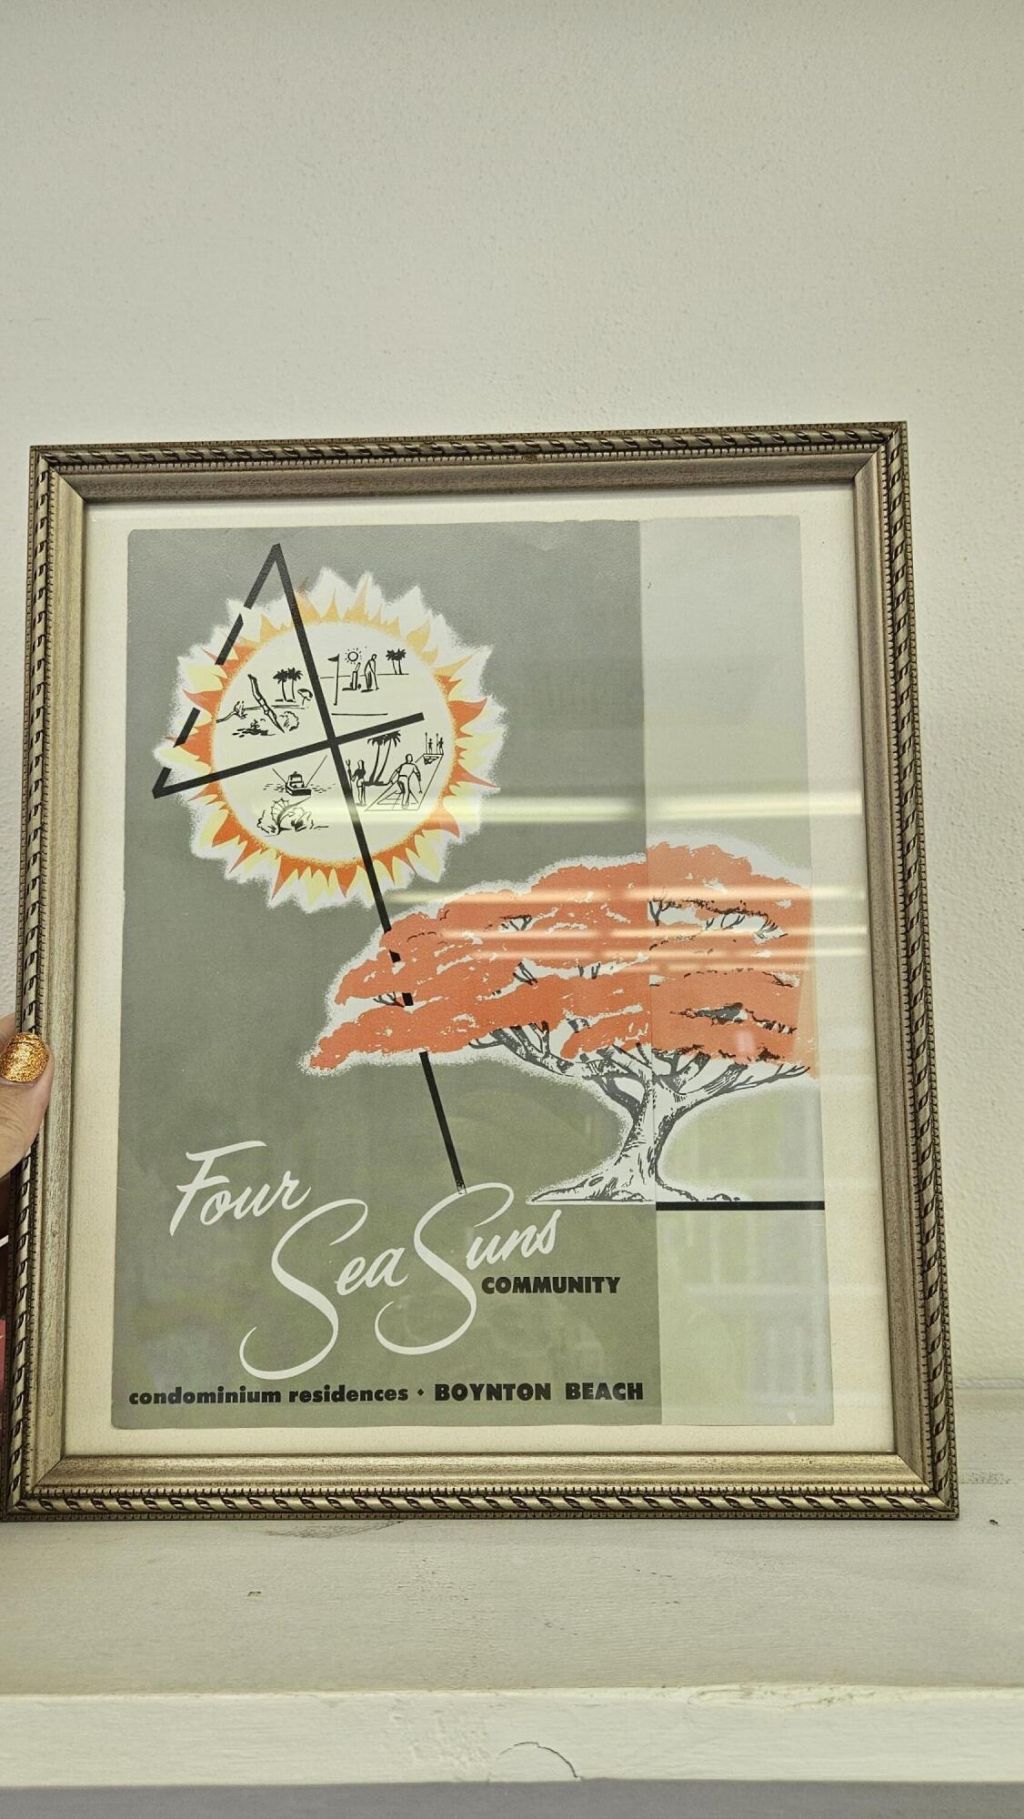 Four
Sea Suns
COMMUNITY
condominium residences • BOYNTON BEACH